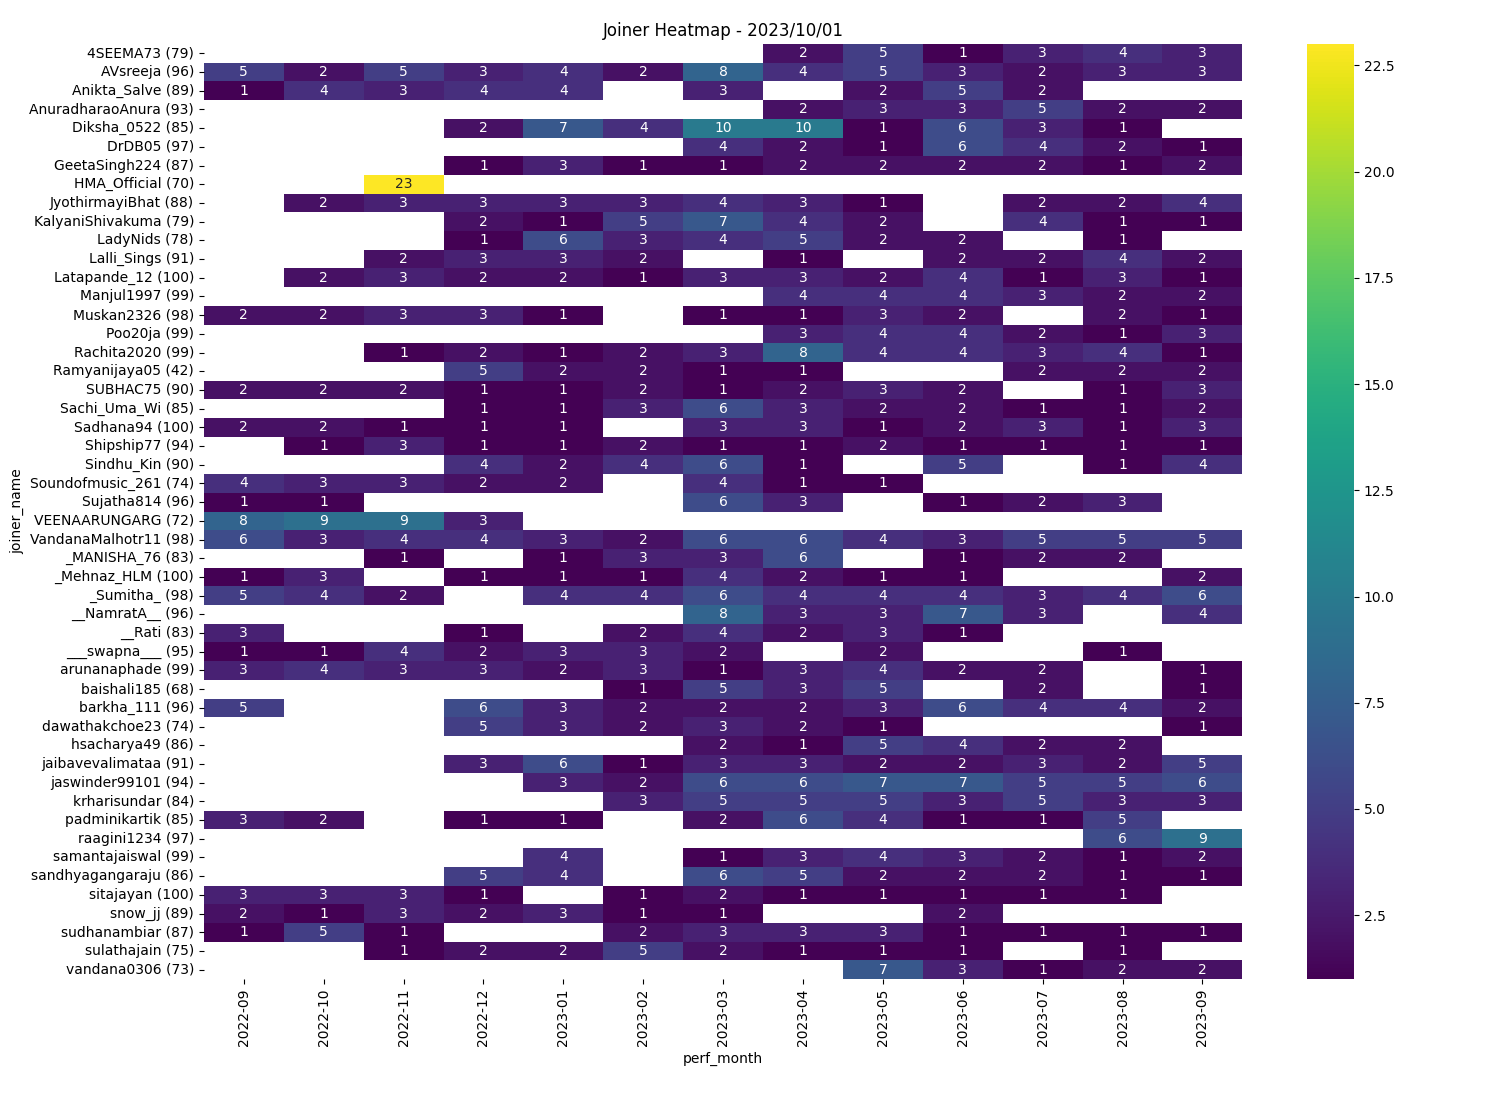 Joiner Heatmap - 2023/10/01
4SEEMA73 (79) 2 5 1 3 4 3
AVsreeja (96) 5 2 5 3 4 2 8 4 5 3 2 3 3
Anikta_Salve (89) 1 4 3 4 4 3 2 5 2
AnuradharaoAnura (93) 2 3 3 5 2 2
Diksha_0522 (85) 2 7 4 10 10 1 6 3 1
DrDB05 (97) 4 2 1 6 4 2 1
GeetaSingh224 (87) 1 3 1 1 2 2 2 2 1 2
HMA_Official (70) 23
JyothirmayiBhat (88) 2 3 3 3 3 4 3 1 2 2 4
KalyaniShivakuma (79) 2 1 5 7 4 2 4 1 1
LadyNids (78) 1 6 3 4 5 2 2 1
Lalli_Sings (91) 2 3 3 2 1 2 2 4 2
Latapande_12 (100) 2 3 2 2 1 3 3 2 4 1 3 1
Manjul1997 (99) 4 4 4 3 2 2
Muskan2326 (98) 2 2 3 3 1 1 1 3 2 2 1
Poo20ja (99) 3 4 4 2 1 3
Rachita2020 (99) 1 2 1 2 3 8 4 4 3 4 1
Ramyanijaya05 (42) 5 2 2 1 1 2 2 2
SUBHAC75 (90) 2 2 2 1 1 2 1 2 3 2 1 3
Sachi_Uma_Wi (85) 1 1 3 6 3 2 2 1 1 2
Sadhana94 (100) 2 2 1 1 1 3 3 1 2 3 1 3
Shipship77 (94) 1 3 1 1 2 1 1 2 1 1 1 1
Sindhu_Kin (90) 4 2 4 6 1 5 1 4
Soundofmusic_261 (74) 4 3 3 2 2 4 1 1
Sujatha814 (96) 1 1 6 3 1 2 3
VEENAARUNGARG (72) 8 9 9 3
VandanaMalhotr11 (98) 6 3 4 4 3 2 6 6 4 3 5 5 5
_MANISHA_76 (83) 1 1 3 3 6 1 2 2
_Mehnaz_HLM (100) 1 3 1 1 1 4 2 1 1 2
_Sumitha_ (98) 5 4 2 4 4 6 4 4 4 3 4 6
__NamratA__ (96) 8 3 3 7 3 4
__Rati (83) 3 1 2 4 2 3 1
___swapna___ (95) 1 1 4 2 3 3 2 2 1
arunanaphade (99) 3 4 3 3 2 3 1 3 4 2 2 1
baishali185 (68) 1 5 3 5 2 1
barkha_111 (96) 5 6 3 2 2 2 3 6 4 4 2
dawathakchoe23 (74) 5 3 2 3 2 1 1
hsacharya49 (86) 2 1 5 4 2 2
jaibavevalimataa (91) 3 6 1 3 3 2 2 3 2 5
jaswinder99101 (94) 3 2 6 6 7 7 5 5 6
krharisundar (84) 3 5 5 5 3 5 3 3
padminikartik (85) 3 2 1 1 2 6 4 1 1 5
raagini1234 (97) 6 9
samantajaiswal (99) 4 1 3 4 3 2 1 2
sandhyagangaraju (86) 5 4 6 5 2 2 2 1 1
sitajayan (100) 3 3 3 1 1 2 1 1 1 1 1
snow_jj (89) 2 1 3 2 3 1 1 2
sudhanambiar (87) 1 5 1 2 3 3 3 1 1 1 1
sulathajain (75) 1 2 2 5 2 1 1 1 1
vandana0306 (73) 7 3 1 2 2
joiner_name
2022-09 2022-10 2022-11 2022-12 2023-01 2023-02 2023-03 2023-04 2023-05 2023-06 2023-07 2023-08 2023-09
perf_month
22.5
20.0
17.5
15.0
12.5
10.0
7.5
5.0
2.5